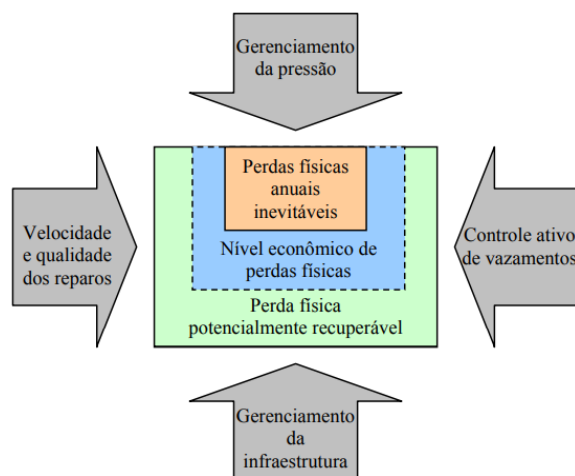 Gerenciamento
da pressão
Perdas físicas
anuais
inevitáveis
Velocidade
e qualidade
dos reparos
Nível econômico de
perdas físicas
Controle ativo
de vazamentos
Perda física
potencialmente recuperável
Gerenciamento
da
infraestrutura